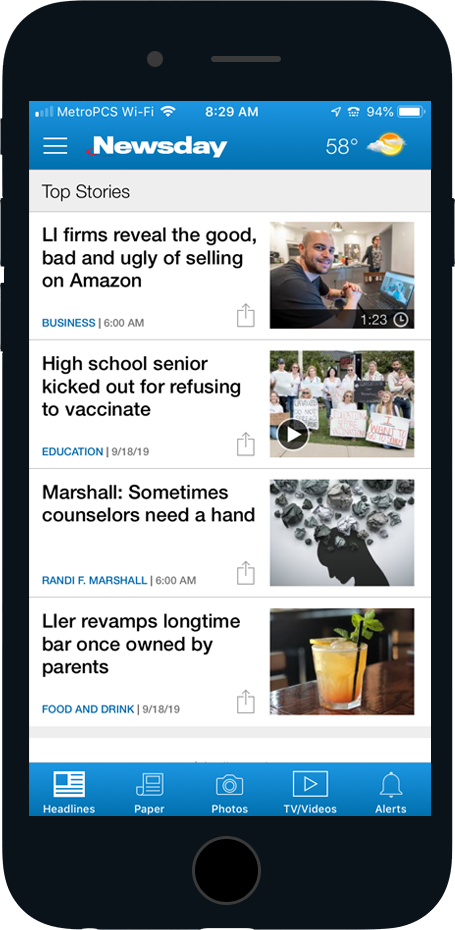 MetroPCS Wi-Fi 8:29 AM 94%
Newsday 58°
Top Stories
LI firms reveal the good,
bad and ugly of selling
on Amazon
BUSINESS | 6:00 AM
1:23
High school senior
kicked out for refusing
to vaccinate
EDUCATION | 9/18/19
Marshall: Sometimes
counselors need a hand
RANDI F. MARSHALL | 6:00 AM
LIer revamps longtime
bar once owned by
parents
FOOD AND DRINK | 9/18/19
Headlines Paper Photos TV/Videos Alerts